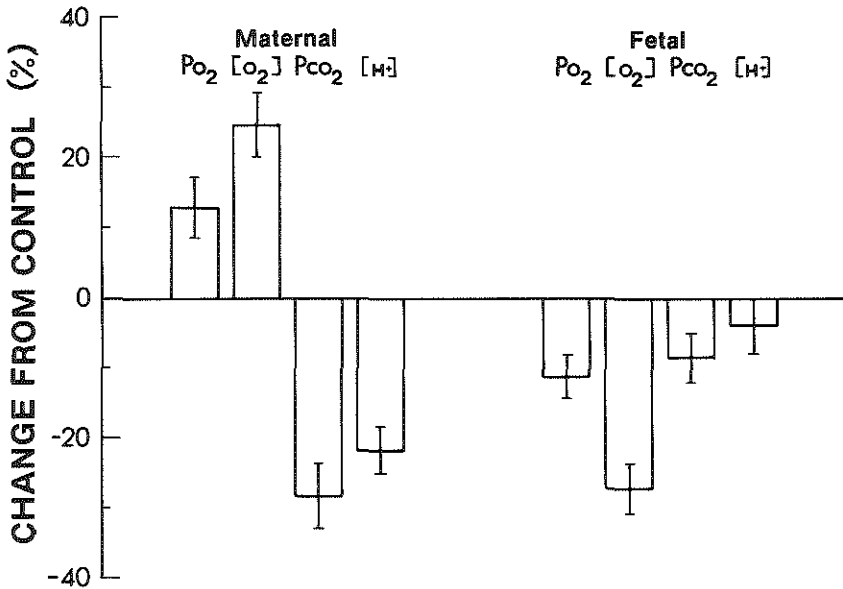 CHANGE FROM CONTROL (%)
40
20
0
-20
-40
Maternal
Po₂ [o₂] Pco₂ [H+]
Fetal
Po₂ [o₂] Pco₂ [H+]